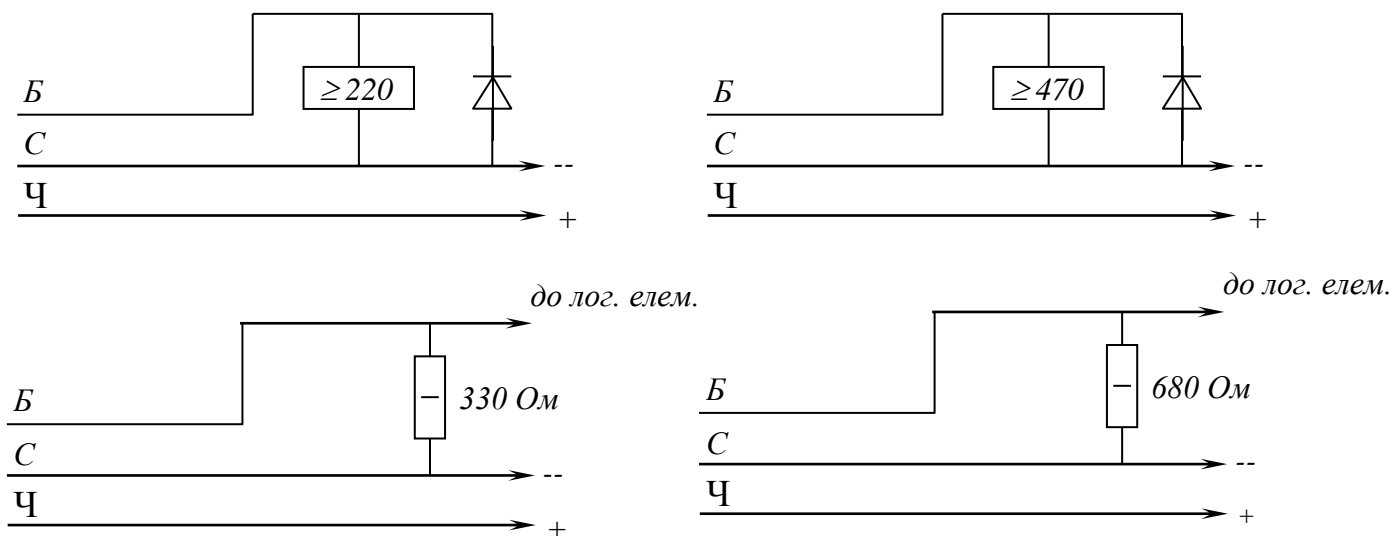 Б
≥220
С
--
Ч
+
Б
≥470
С
--
Ч
+
до лог. елем.
Б
330 Ом
С
--
Ч
+
до лог. елем.
Б
680 Ом
С
--
Ч
+